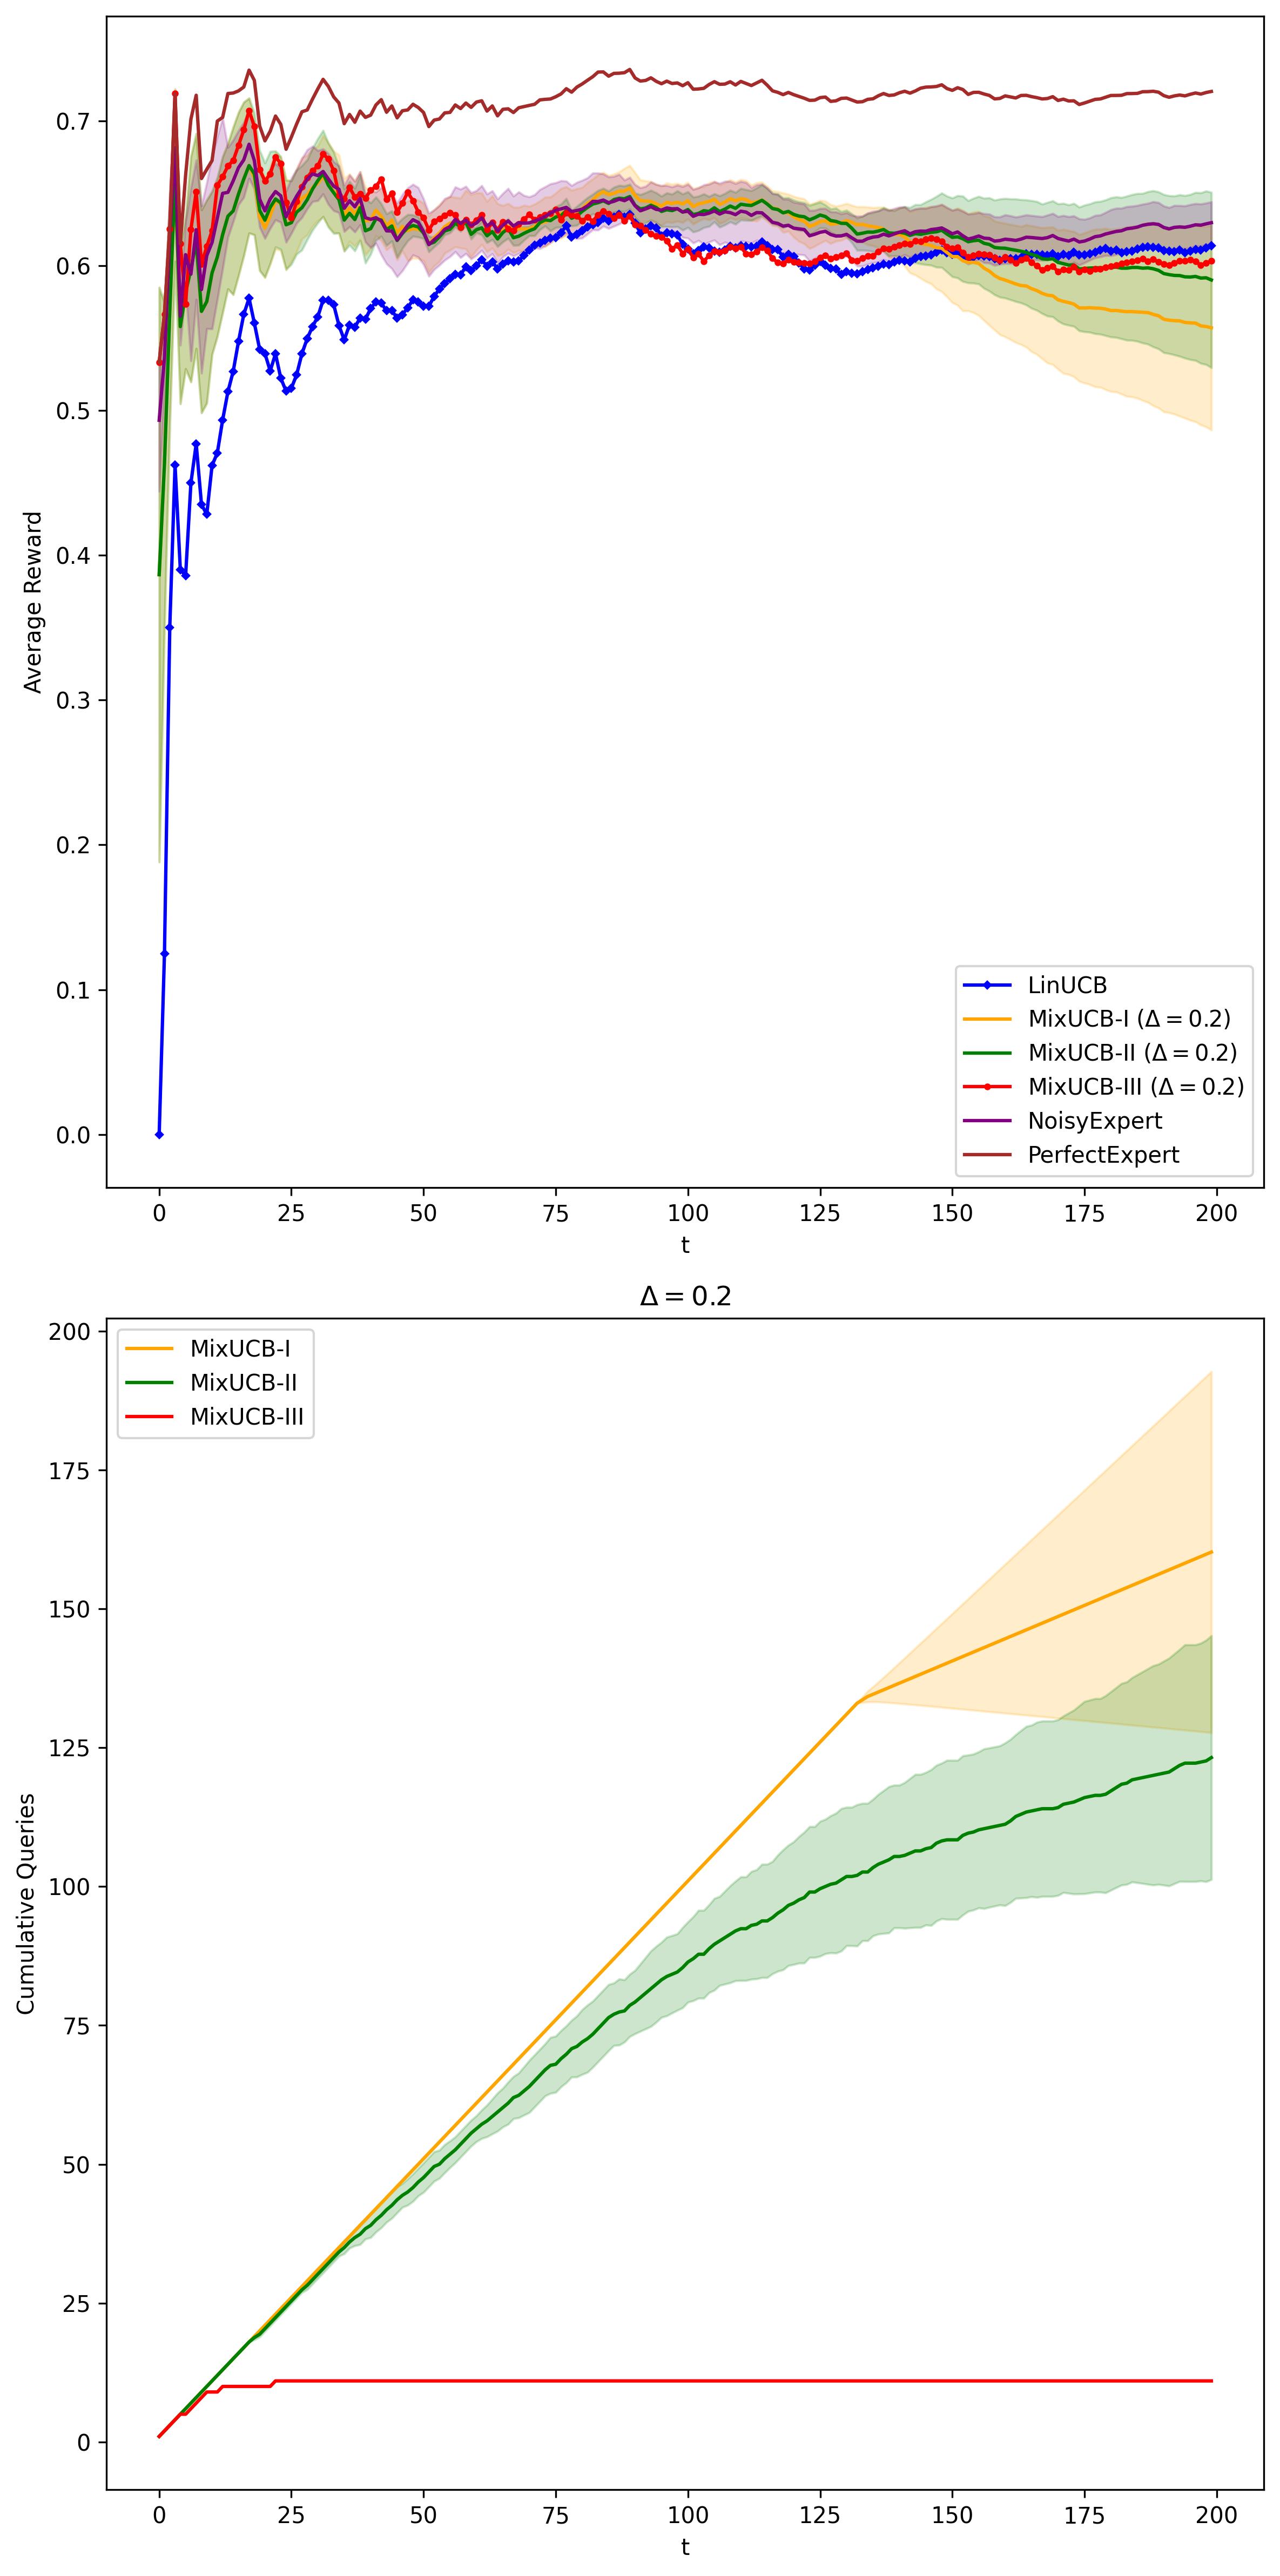 0.7
0.6
0.5
0.4
0.3
0.2
0.1
0.0
Average Reward
LinUCB
MixUCB-I (Δ = 0.2)
MixUCB-II (Δ = 0.2)
MixUCB-III (Δ = 0.2)
NoisyExpert
PerfectExpert
0 25 50 75 100 125 150 175 200
t
Δ = 0.2
200
175
150
125
100
75
50
25
0
Cumulative Queries
MixUCB-I
MixUCB-II
MixUCB-III
0 25 50 75 100 125 150 175 200
t